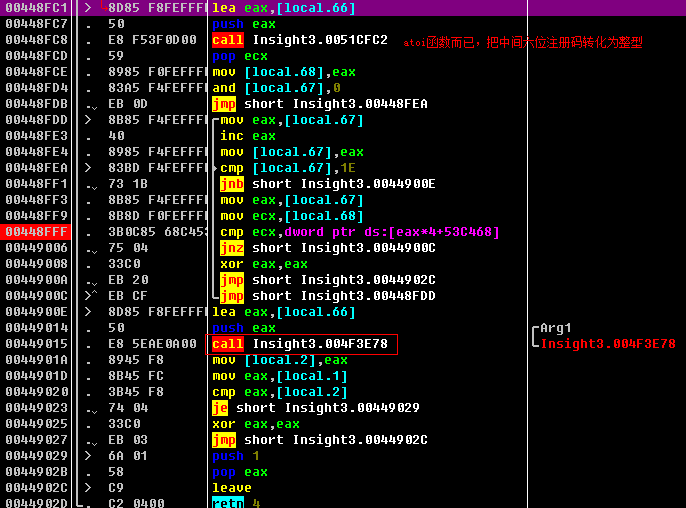 00448FC1 > 8D85 F8FEFFFF lea eax,[local.66]
00448FC7 . 50 push eax
00448FC8 . E8 F53F0D00 call Insight3.0051CFC2 atoi函数而已，把中间六位注册码转化为整型
00448FCD . 59 pop ecx
00448FCE . 8985 F0FEFFFF mov [local.68],eax
00448FD4 . 83A5 F4FEFFFF and [local.67],0
00448FDB . EB 0D jmp short Insight3.00448FEA
00448FDD > 8B85 F4FEFFFF mov eax,[local.67]
00448FE3 . 40 inc eax
00448FE4 . 8985 F4FEFFFF mov [local.67],eax
00448FEA > 83BD F4FEFFFF cmp [local.67],1E
00448FF1 . 73 1B jnb short Insight3.0044900E
00448FF3 . 8B85 F4FEFFFF mov eax,[local.67]
00448FF9 . 8B8D F0FEFFFF mov ecx,[local.68]
00448FFF . 3B0C85 68C453 cmp ecx,dword ptr ds:[eax*4+53C468]
00449006 . 75 04 jnz short Insight3.0044900C
00449008 . 33C0 xor eax,eax
0044900A . EB 20 jmp short Insight3.0044902C
0044900C >^ EB CF jmp short Insight3.00448FDD
0044900E > 8D85 F8FEFFFF lea eax,[local.66]
00449014 . 50 push eax Arg1
00449015 . E8 5EAE0A00 call Insight3.004F3E78 Insight3.004F3E78
0044901A . 8945 F8 mov [local.2],eax
0044901D . 8B45 FC mov eax,[local.1]
00449020 . 3B45 F8 cmp eax,[local.2]
00449023 . 74 04 je short Insight3.00449029
00449025 . 33C0 xor eax,eax
00449027 . EB 03 jmp short Insight3.0044902C
00449029 > 6A 01 push 1
0044902B . 58 pop eax
0044902C > C9 leave
0044902D . C2 0400 retn 4